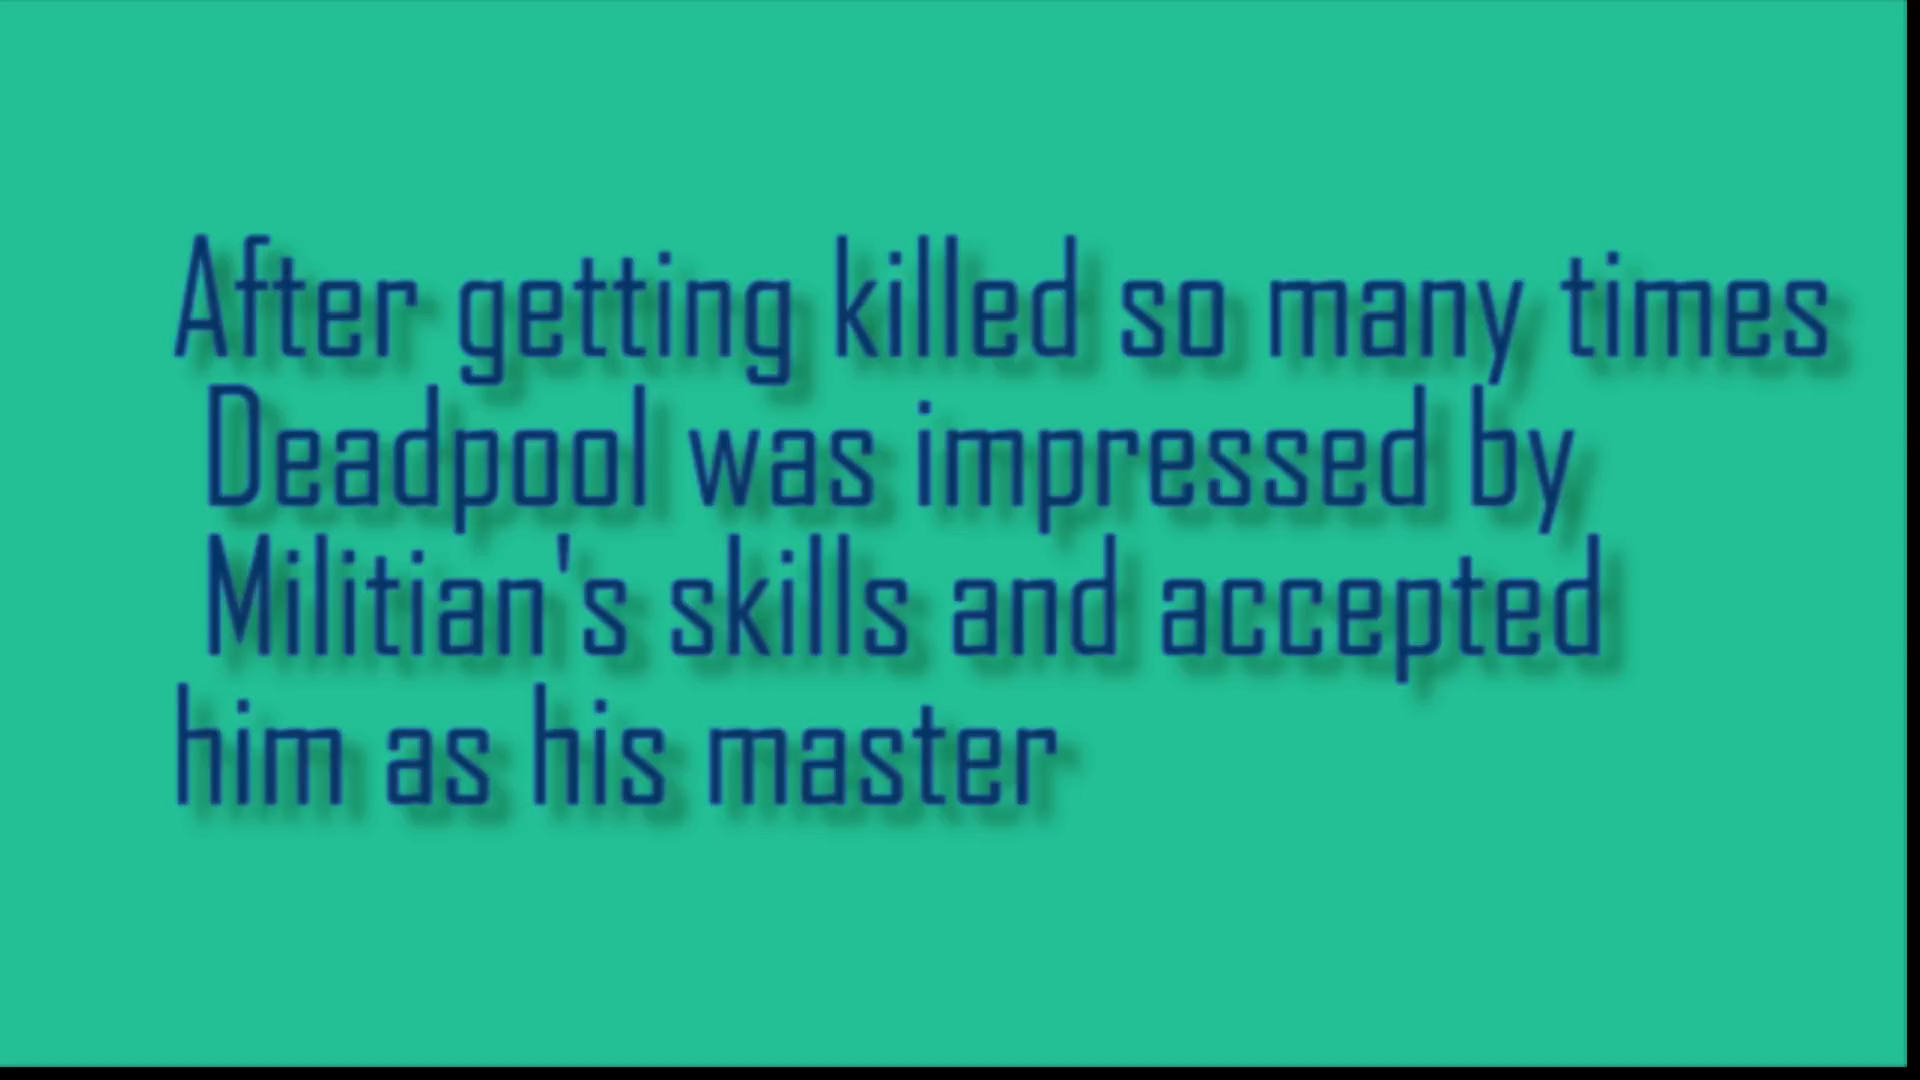 After getting killed so many times
Deadpool was impressed by
Militian's skills and accepted
him as his master